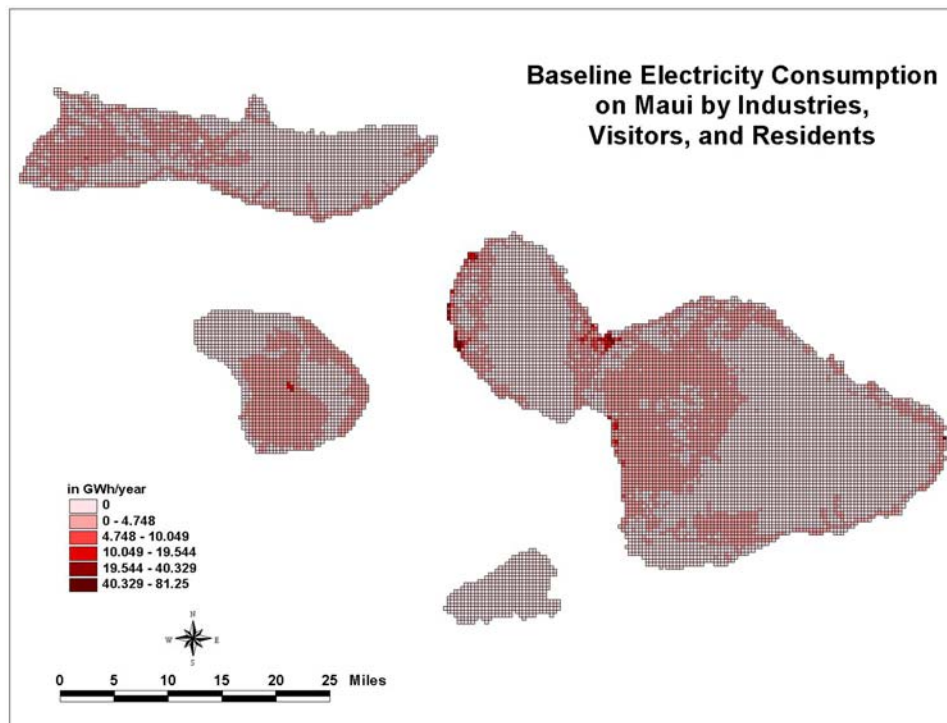 Baseline Electricity Consumption
on Maui by Industries,
Visitors, and Residents
in GWh/year
0
0 - 4.748
4.748 - 10.049
10.049 - 19.544
19.544 - 40.329
40.329 - 81.25
N
W E
S
0 5 10 15 20 25 Miles